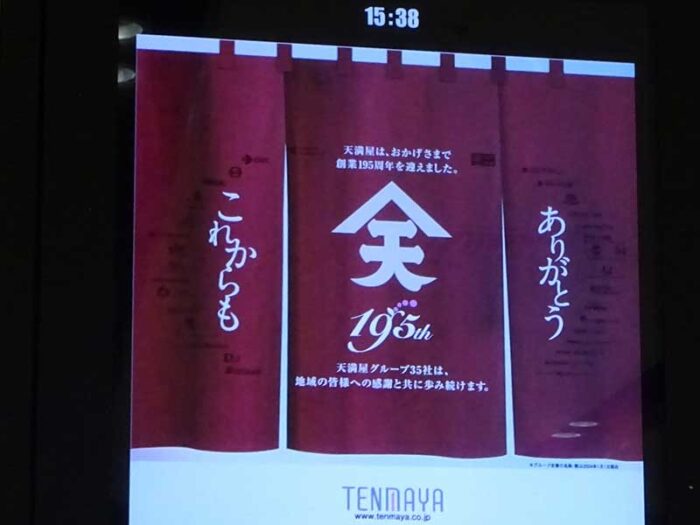 15:38
天満屋は、おかげさまで
創業195周年を迎えました。
ありがとう
これからも
天
195th
天満屋グループ35社は、
地域の皆様への感謝と共に歩み続けます。
TENMAYA
www.tenmaya.co.jp